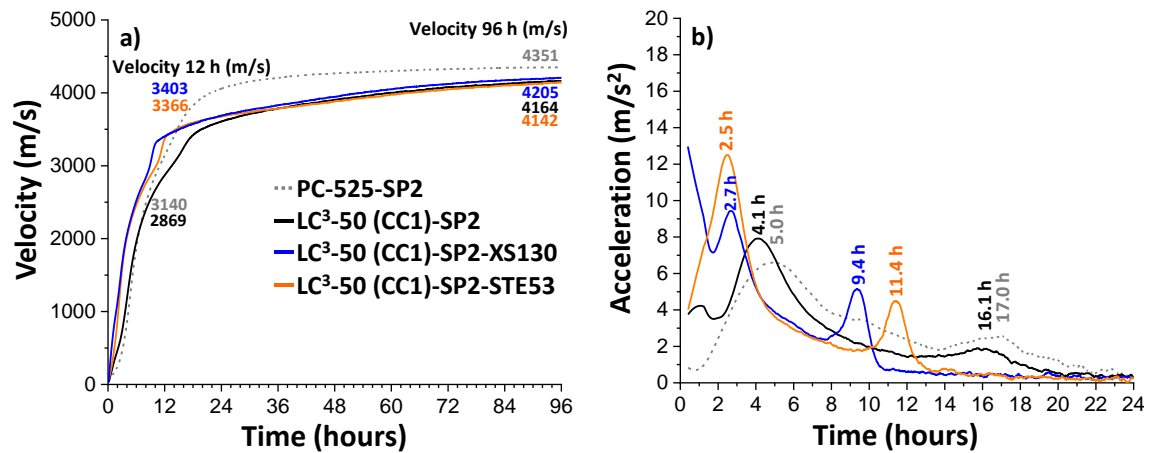 a)
Velocity 96 h (m/s)
4351
Velocity 12 h (m/s)
3403
3366
4205
4164
4142
3140
2869
PC-525-SP2
LC³-50 (CC1)-SP2
LC³-50 (CC1)-SP2-XS130
LC³-50 (CC1)-SP2-STE53
5000
4000
3000
2000
1000
0
Velocity (m/s)
0 12 24 36 48 60 72 84 96
Time (hours)
b)
2.5 h
2.7 h
4.1 h
5.0 h
9.4 h
11.4 h
16.1 h
17.0 h
20
18
16
14
12
10
8
6
4
2
0
Acceleration (m/s²)
0 2 4 6 8 10 12 14 16 18 20 22 24
Time (hours)